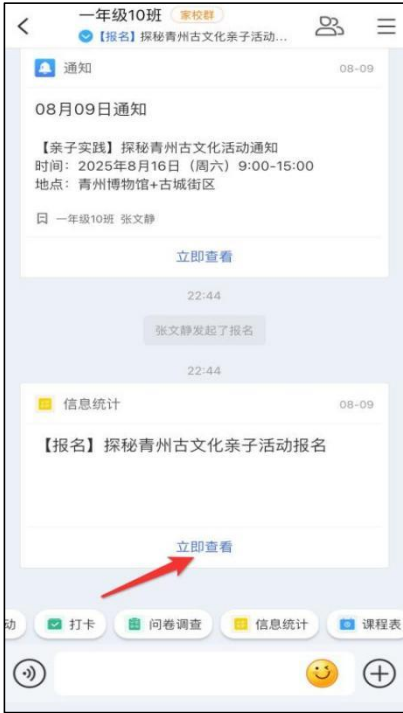 一年级10班 家校群
【报名】探秘青州古文化亲子活动...
通知 08-09
08月09日通知
【亲子实践】探秘青州古文化活动通知
时间：2025年8月16日（周六）9:00-15:00
地点：青州博物馆+古城街区
一年级10班 张文静
立即查看
22:44
张文静发起了报名
22:44
信息统计 08-09
【报名】探秘青州古文化亲子活动报名
立即查看
动 打卡 问卷调查 信息统计 课程表